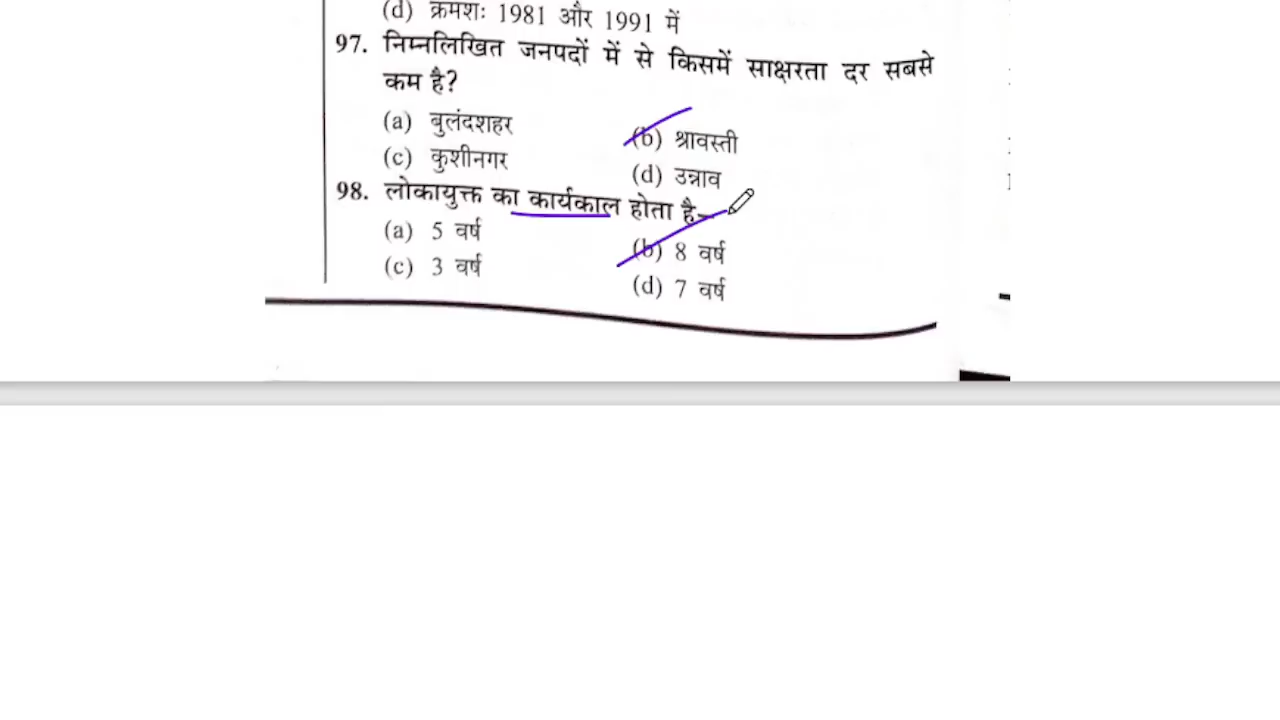 (d) क्रमशः 1981 और 1991 में
97. निम्नलिखित जनपदों में से किसमें साक्षरता दर सबसे
कम है?
(a) बुलंदशहर (b) श्रावस्ती
(c) कुशीनगर (d) उन्नाव
98. लोकायुक्त का कार्यकाल होता है–
(a) 5 वर्ष (b) 8 वर्ष
(c) 3 वर्ष (d) 7 वर्ष